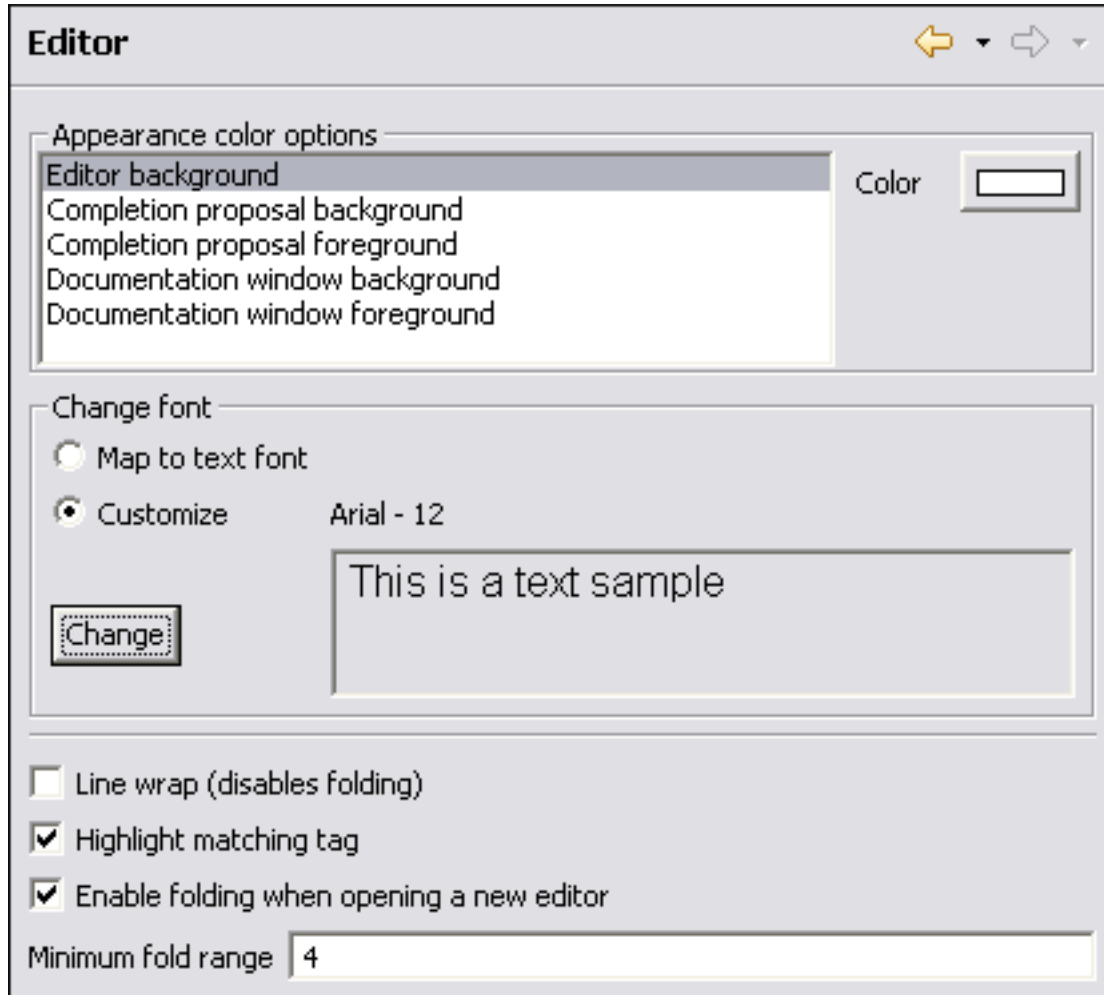 Editor
Appearance color options
Editor background
Color
Completion proposal background
Completion proposal foreground
Documentation window background
Documentation window foreground
Change font
Map to text font
Customize Arial - 12
This is a text sample
Change
Line wrap (disables folding)
Highlight matching tag
Enable folding when opening a new editor
Minimum fold range 4